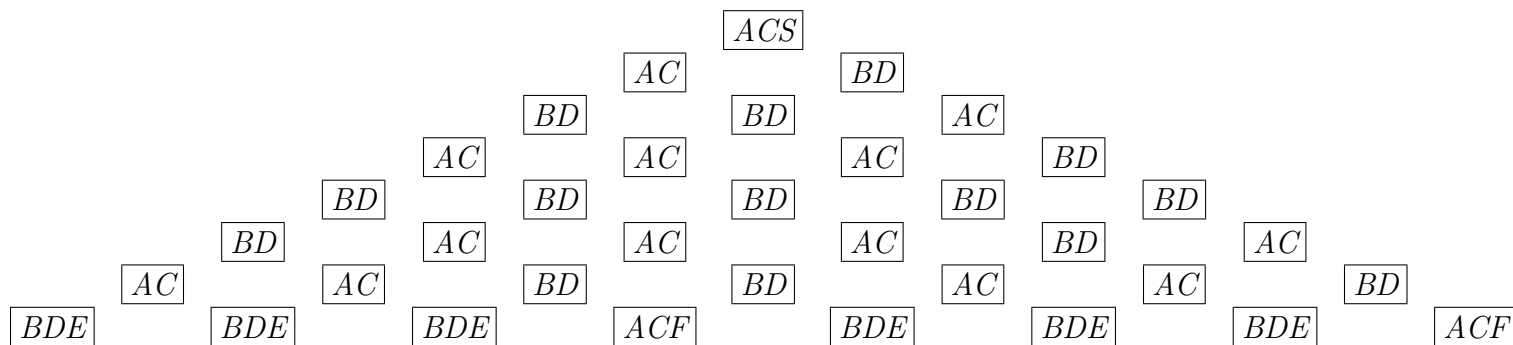 ACS
AC BD
BD BD AC
AC AC AC BD
BD BD BD BD BD
BD AC AC AC BD AC
AC AC BD BD AC AC BD
BDE BDE BDE ACF BDE BDE BDE ACF